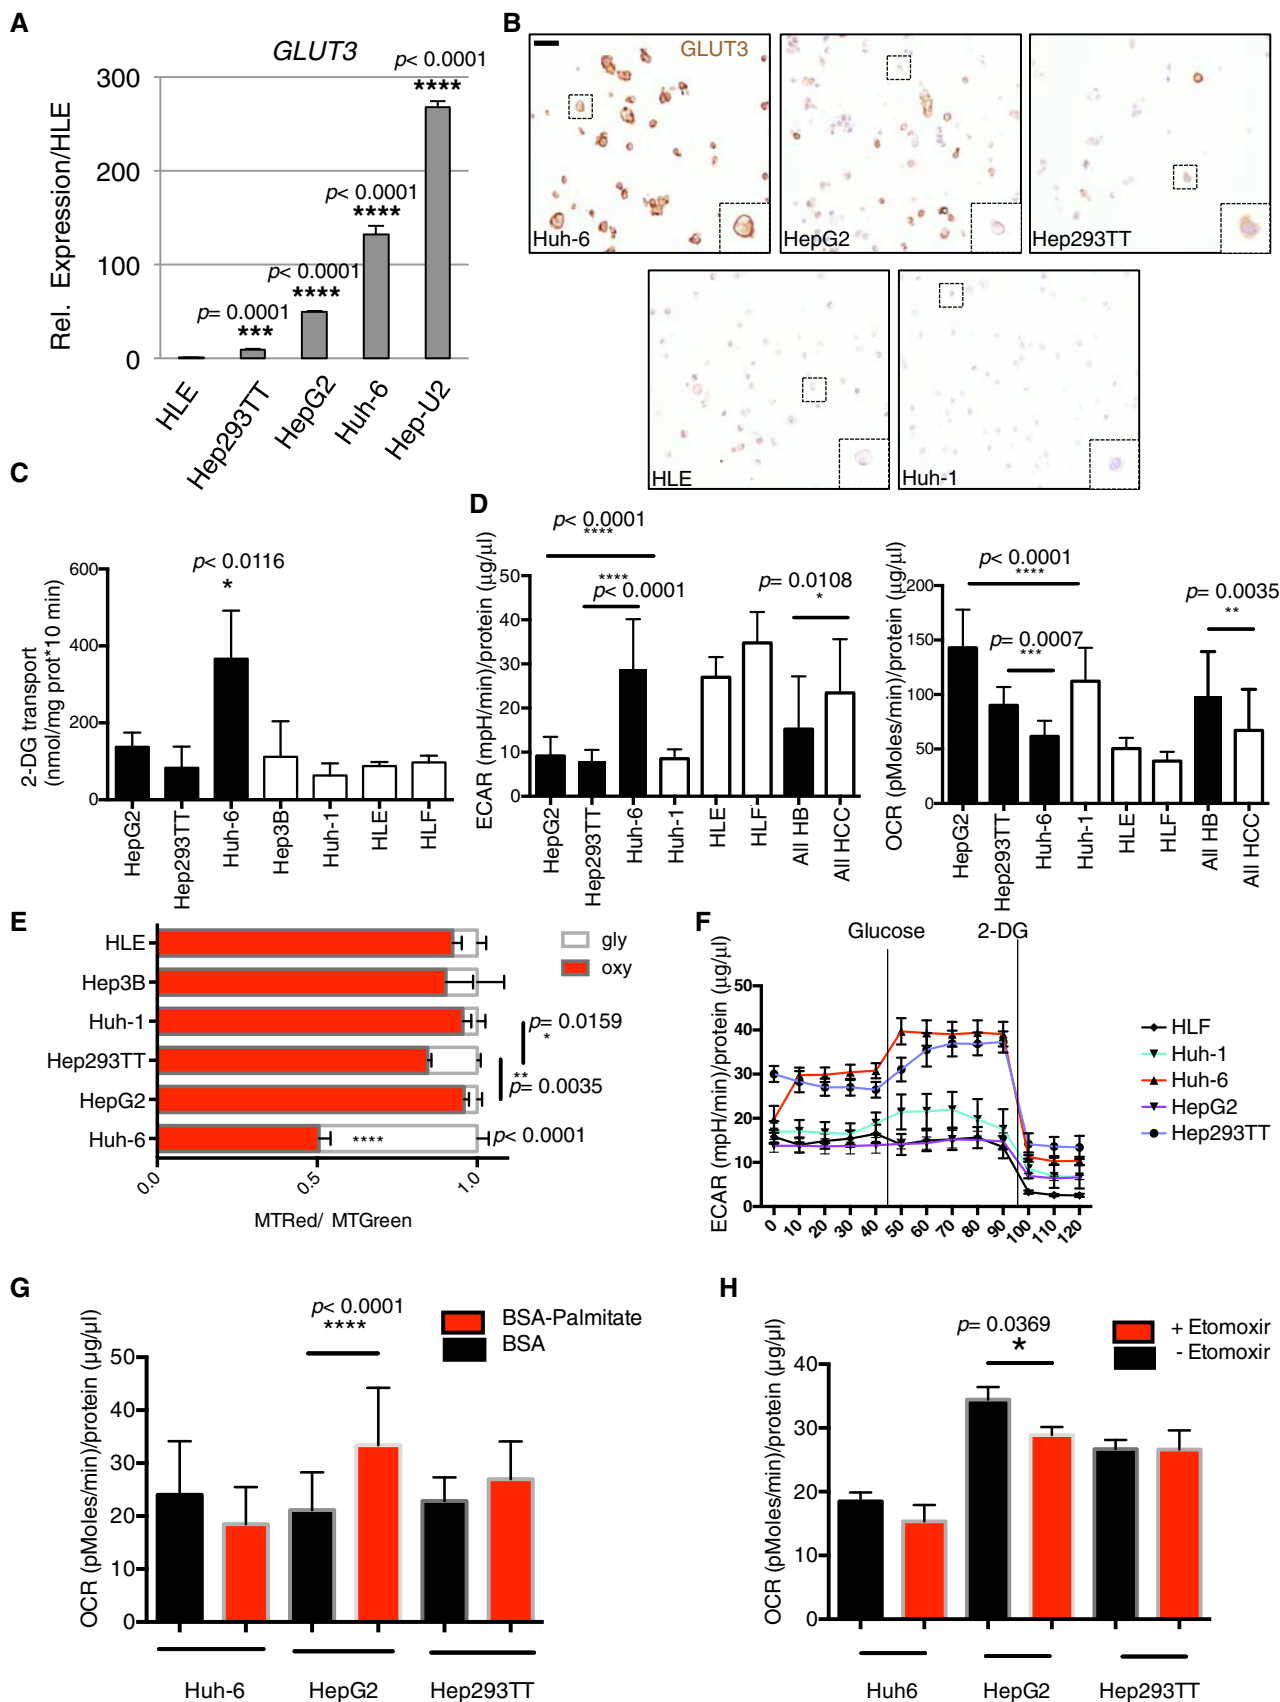 A
GLUT3
Rel. Expression/HLE
300
200
100
0
p= 0.0001
***
p< 0.0001
****
p< 0.0001
****
p< 0.0001
****
HLE
Hep293TT
HepG2
Huh-6
Hep-U2
B
GLUT3
Huh-6
HepG2
Hep293TT
HLE
Huh-1
C
2-DG transport
(nmol/mg prot*10 min)
600
400
200
0
p< 0.0116
*
HepG2
Hep293TT
Huh-6
Hep3B
Huh-1
HLE
HLF
D
ECAR (mpH/min)/protein (µg/µl)
50
40
30
20
10
0
p< 0.0001
****
****
p< 0.0001
p= 0.0108
*
HepG2
Hep293TT
Huh-6
Huh-1
HLE
HLF
All HB
All HCC
OCR (pMoles/min)/protein (µg/µl)
200
150
100
50
0
p< 0.0001
****
p= 0.0007
***
p= 0.0035
**
HepG2
Hep293TT
Huh-6
Huh-1
HLE
HLF
All HB
All HCC
E
HLE
Hep3B
Huh-1
Hep293TT
HepG2
Huh-6
gly
oxy
p= 0.0159
*
**
p= 0.0035
****
p< 0.0001
0.0
0.5
1.0
MTRed/ MTGreen
F
Glucose
2-DG
ECAR (mpH/min)/protein (µg/µl)
50
40
30
20
10
0
0
10
20
30
40
50
60
70
80
90
100
110
120
HLF
Huh-1
Huh-6
HepG2
Hep293TT
G
p< 0.0001
****
BSA-Palmitate
BSA
OCR (pMoles/min)/protein (µg/µl)
50
40
30
20
10
0
Huh-6
HepG2
Hep293TT
H
p= 0.0369
*
+ Etomoxir
- Etomoxir
OCR (pMoles/min)/protein (µg/µl)
40
30
20
10
0
Huh6
HepG2
Hep293TT